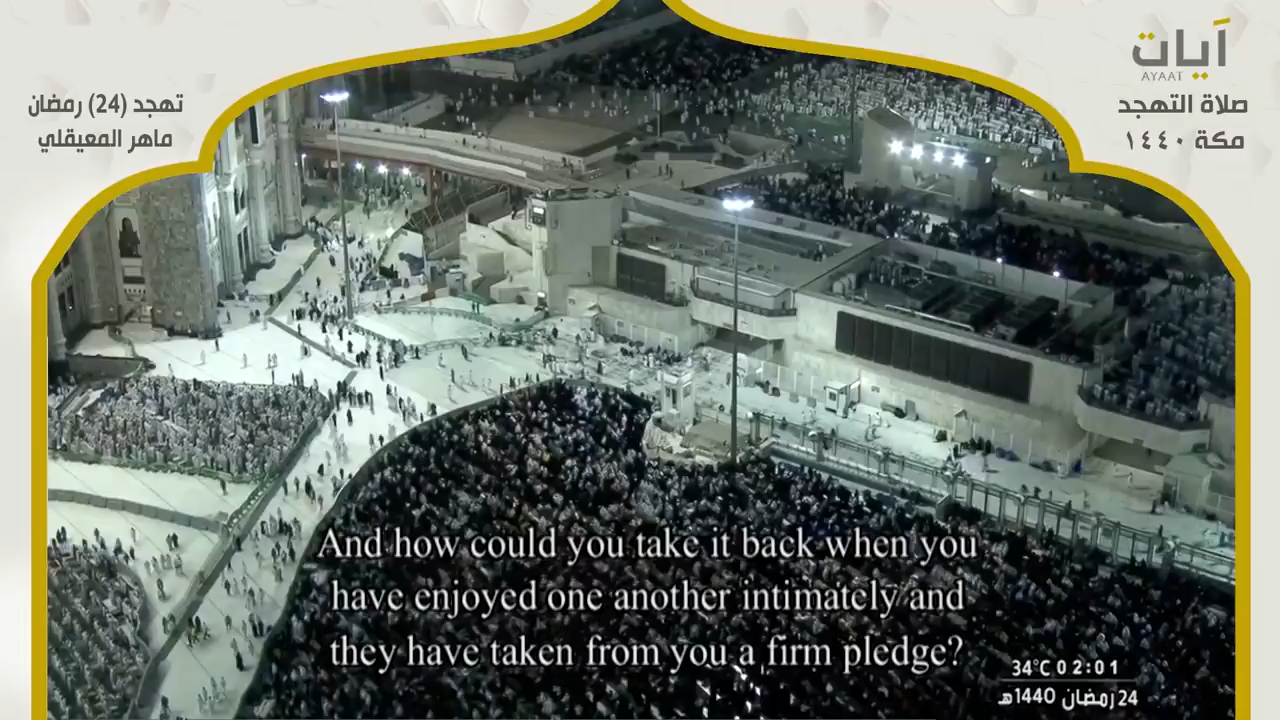 آيات
AYAAT
صلاة التهجد
مكة ١٤٤٠
تهجد (24) رمضان
ماهر المعيقلي
And how could you take it back when you
have enjoyed one another intimately and
they have taken from you a firm pledge?
34°C 02:01
24 رمضان 1440هـ